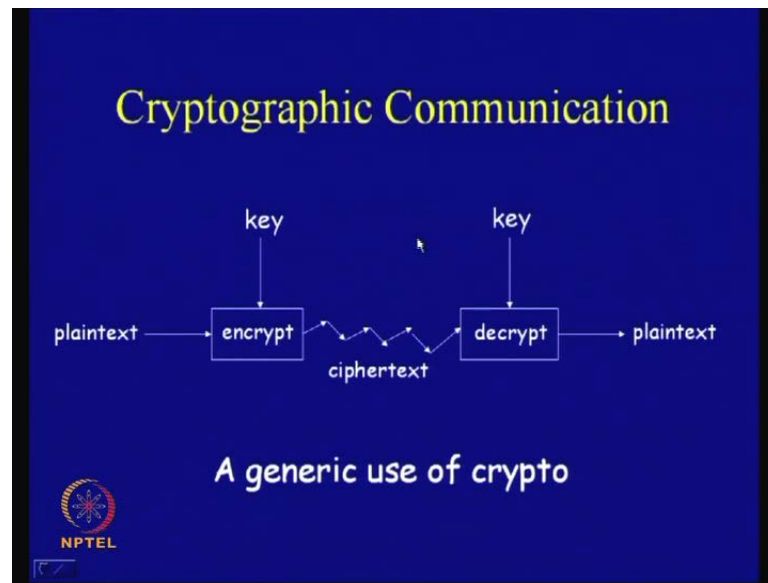 Cryptographic Communication
key key
plaintext encrypt decrypt plaintext
ciphertext
A generic use of crypto
NPTEL